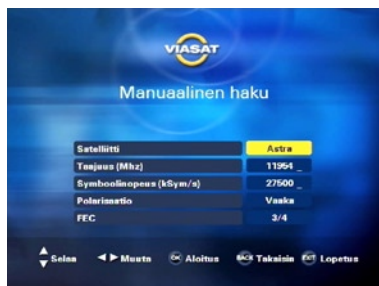 VIASAT
Manuaalinen haku
Satelliitti Astra
Taajuus (Mhz) 11954 _
Symboolinopeus (kSym/s) 27500 _
Polarisaatio Vaaka
FEC 3/4
Selaa Muuta OK Aloitus BACK Takaisin EXIT Lopetus